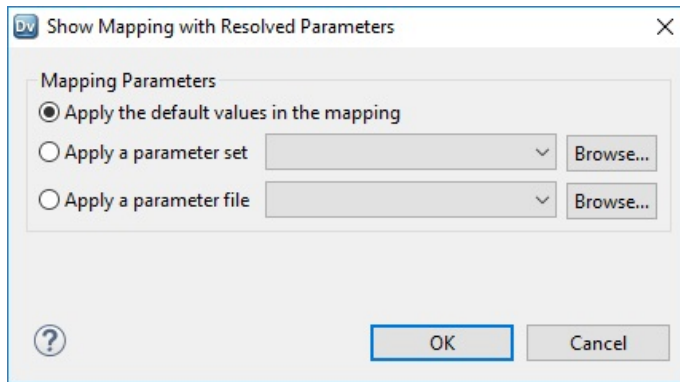 Dv Show Mapping with Resolved Parameters
Mapping Parameters
Apply the default values in the mapping
Apply a parameter set Browse...
Apply a parameter file Browse...
? OK Cancel